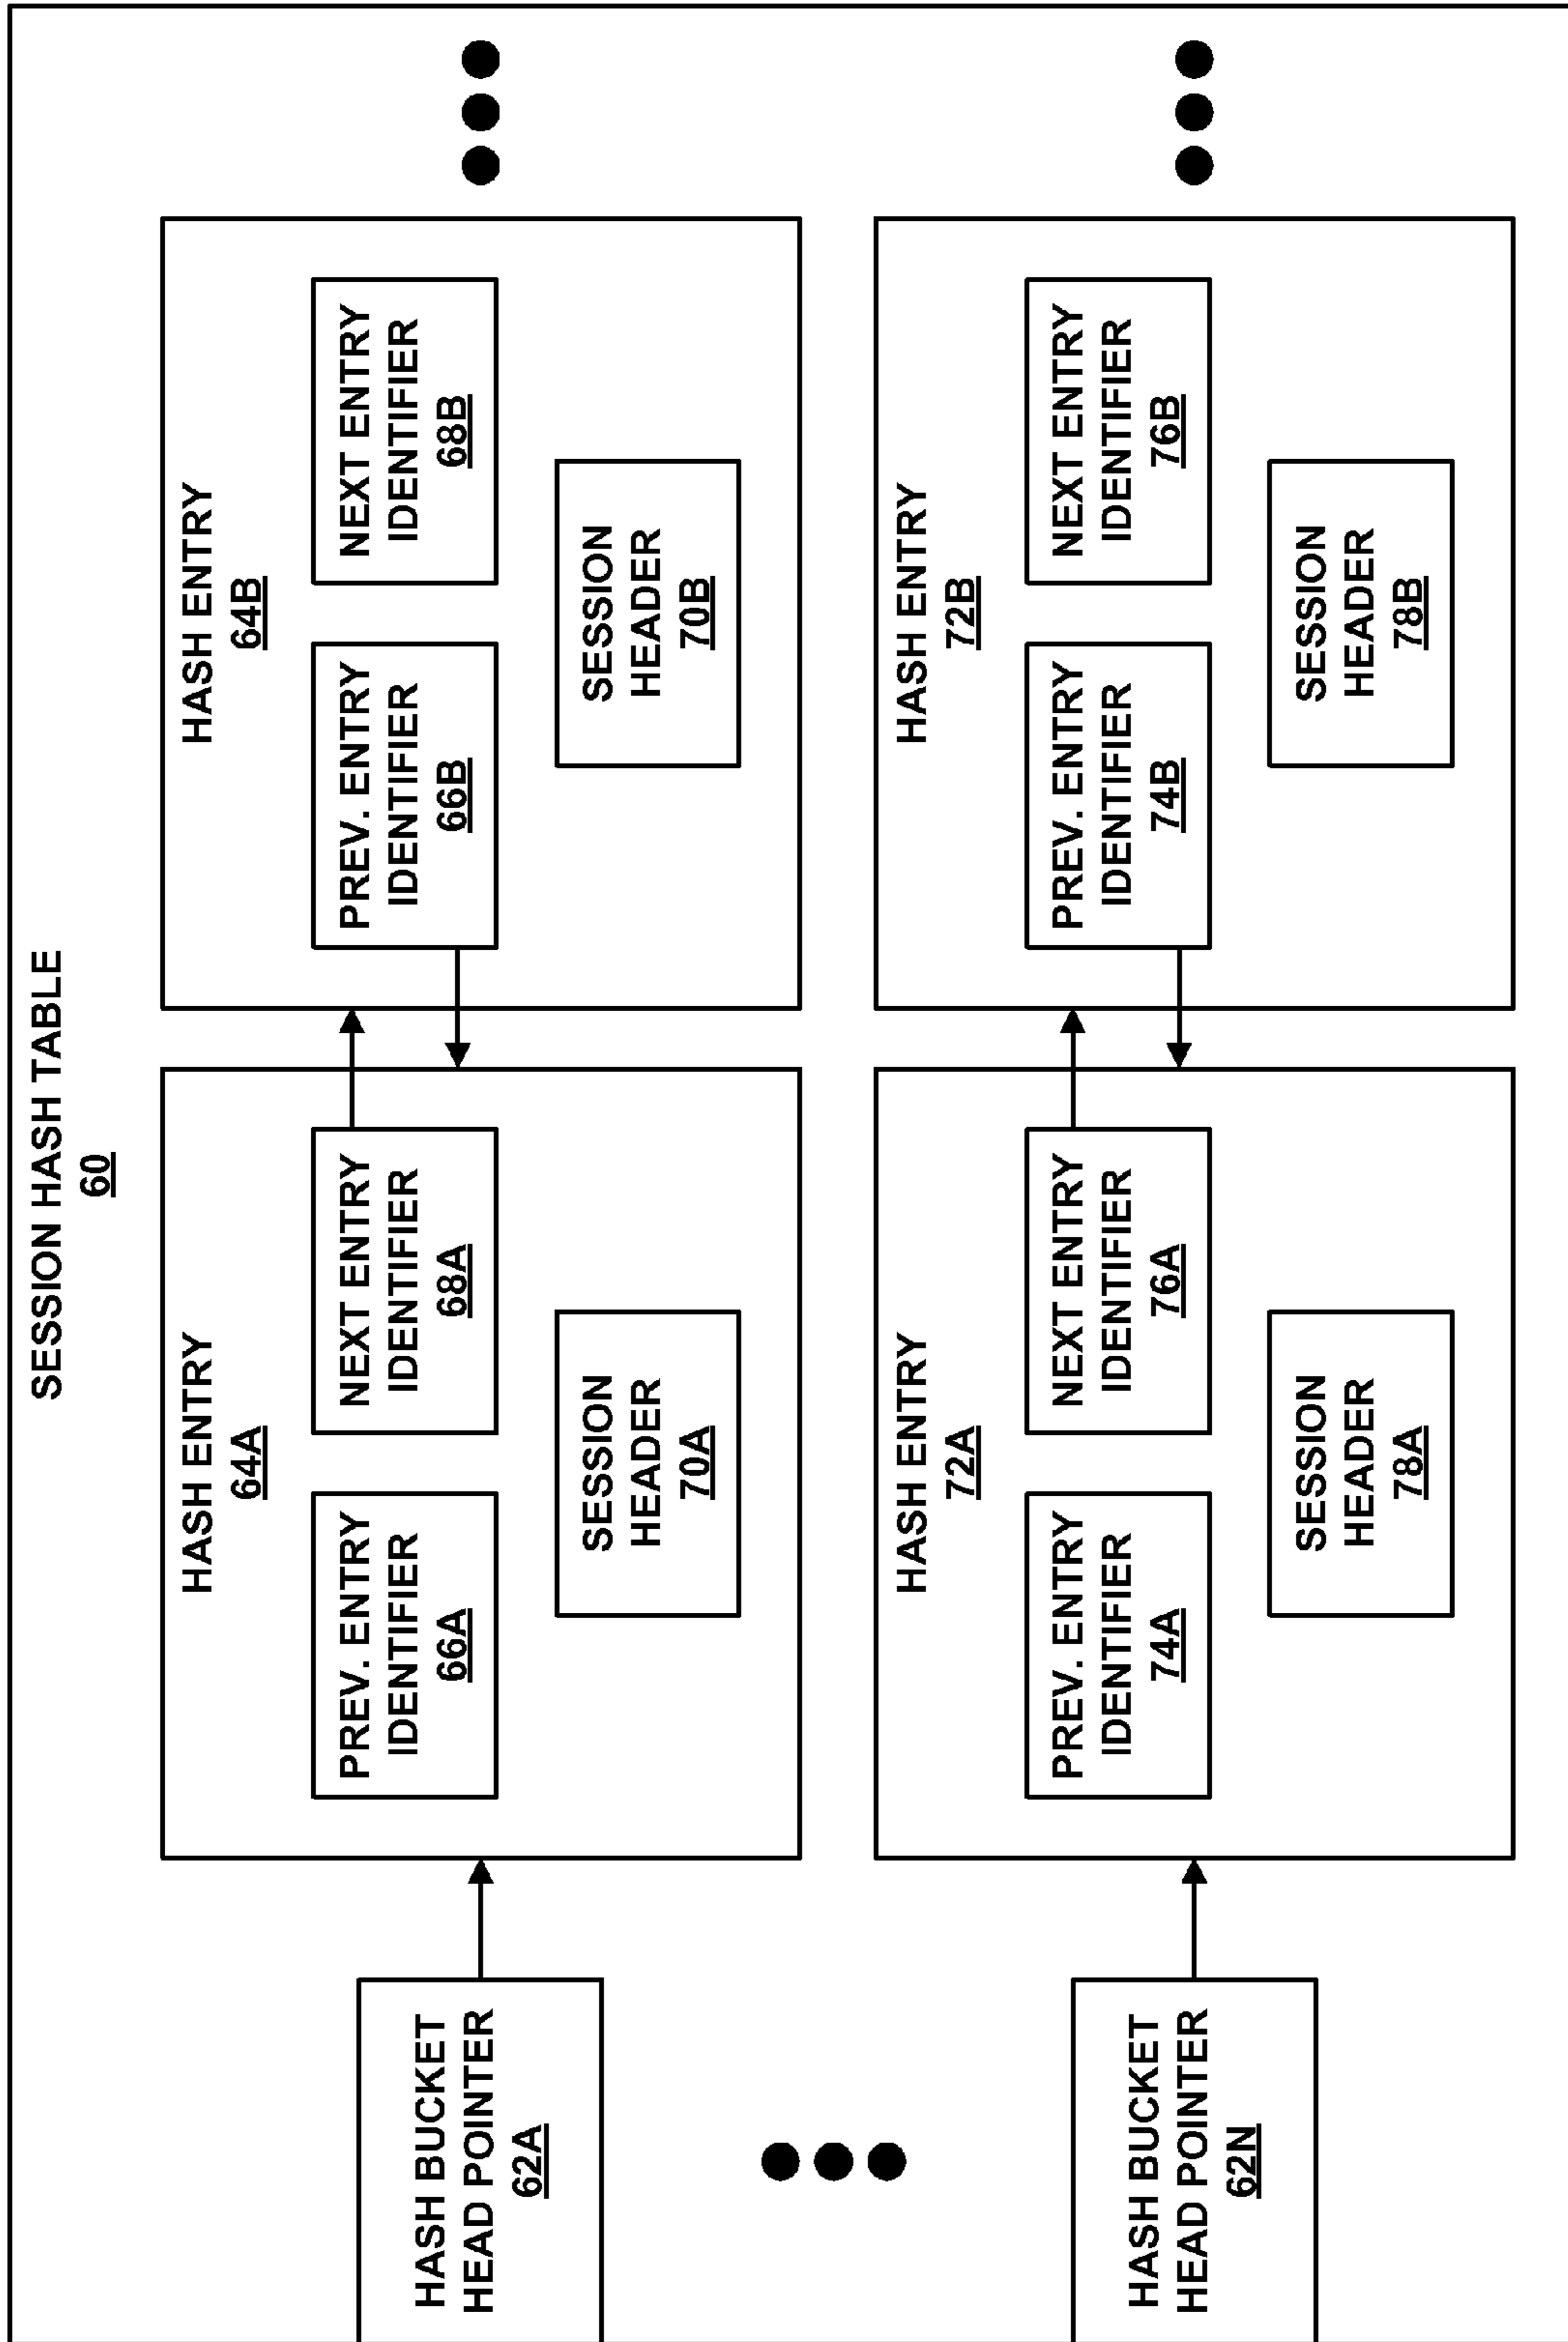 SESSION HASH TABLE
60
HASH BUCKET
HEAD POINTER
62A
HASH ENTRY
64A
PREV. ENTRY
IDENTIFIER
66A
NEXT ENTRY
IDENTIFIER
68A
SESSION
HEADER
70A
HASH ENTRY
64B
PREV. ENTRY
IDENTIFIER
66B
NEXT ENTRY
IDENTIFIER
68B
SESSION
HEADER
70B
HASH BUCKET
HEAD POINTER
62N
HASH ENTRY
72A
PREV. ENTRY
IDENTIFIER
74A
NEXT ENTRY
IDENTIFIER
76A
SESSION
HEADER
78A
HASH ENTRY
72B
PREV. ENTRY
IDENTIFIER
74B
NEXT ENTRY
IDENTIFIER
76B
SESSION
HEADER
78B